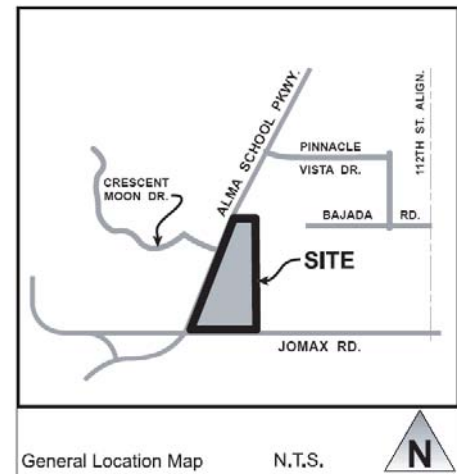 ALMA SCHOOL PKWY.
112TH ST. ALIGN.
PINNACLE
VISTA DR.
CRESCENT
MOON DR.
BAJADA RD.
SITE
JOMAX RD.
General Location Map N.T.S. N